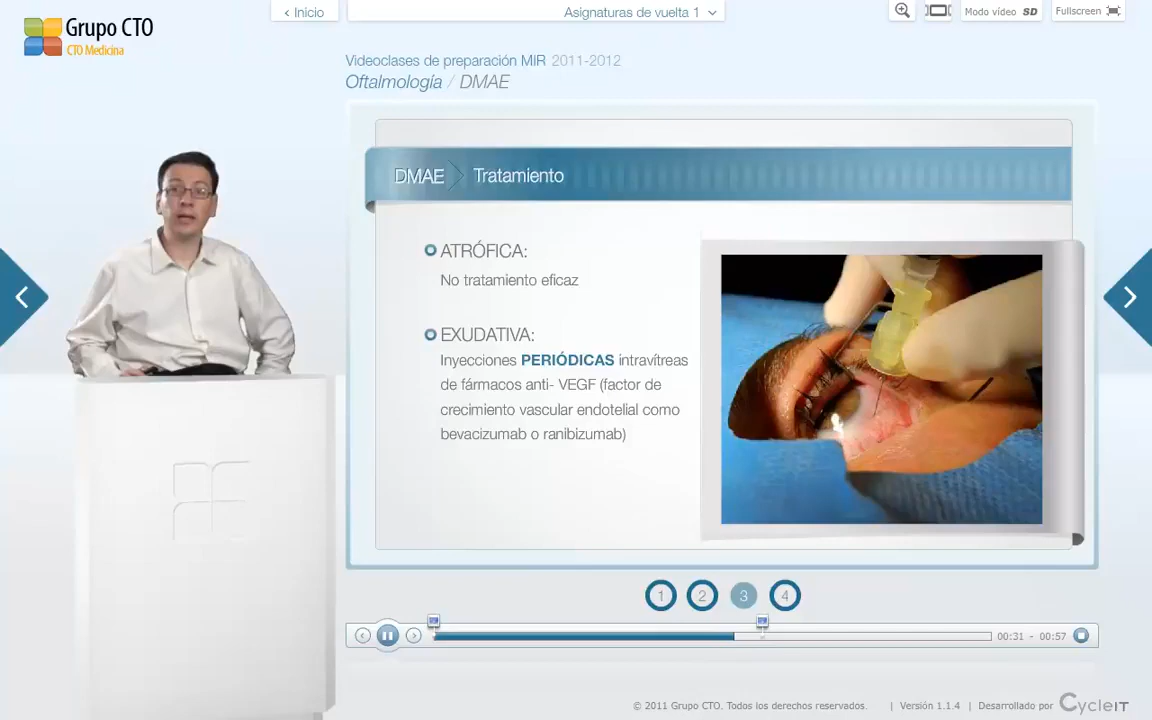 Grupo CTO
CTO Medicina
‹ Inicio
Asignaturas de vuelta 1
Modo vídeo SD
Fullscreen
Videoclases de preparación MIR 2011-2012
Oftalmología / DMAE
DMAE
Tratamiento
ATRÓFICA:
No tratamiento eficaz
EXUDATIVA:
Inyecciones PERIÓDICAS intravítreas
de fármacos anti- VEGF (factor de
crecimiento vascular endotelial como
bevacizumab o ranibizumab)
1 2 3 4
00:31 - 00:57
© 2011 Grupo CTO. Todos los derechos reservados. | Versión 1.1.4 | Desarrollado por CycleIT